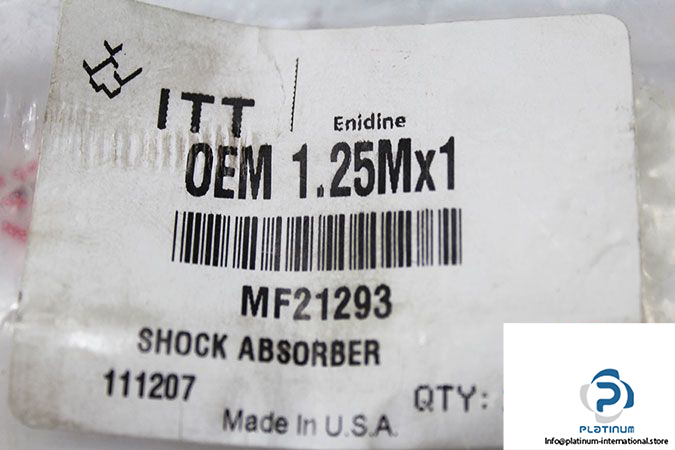 ITT
Enidine
OEM 1.25Mx1
MF21293
SHOCK ABSORBER
111207
QTY:
Made In U.S.A.
PLATINUM
Info@platinum-international.store